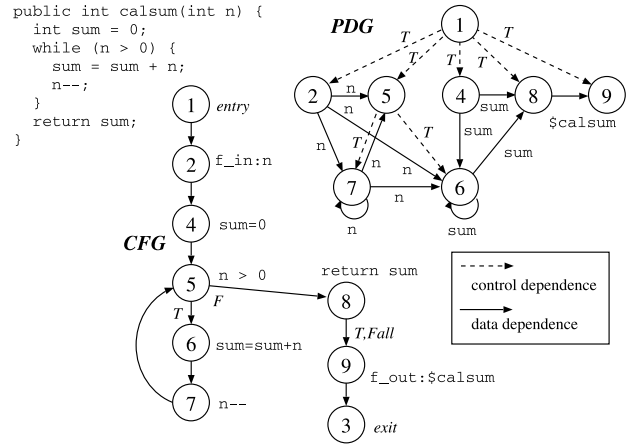 public int calsum(int n) {
int sum = 0;
while (n > 0) {
sum = sum + n;
n--;
}
return sum;
}
CFG
1 entry
2 f_in:n
4 sum=0
5 n > 0
T F
6 sum=sum+n
7 n--
return sum
8
T,Fall
9
f_out:$calsum
3 exit
PDG
1
T T T T T
2 n 5 4 sum 8 9
n $calsum
n T n n sum T sum
7 n 6
n sum
control dependence
data dependence